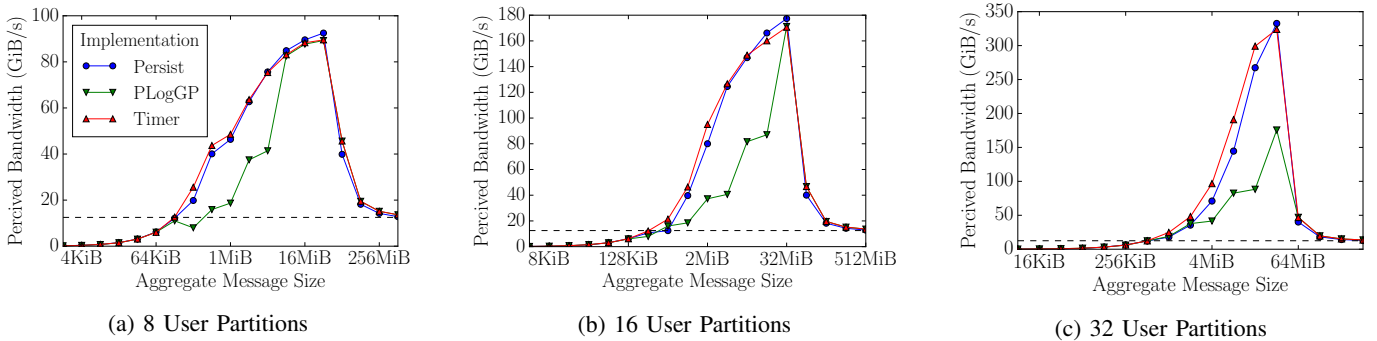 Percived Bandwidth (GiB/s)
100
80
60
40
20
0
Implementation
Persist
PLogGP
Timer
4KiB 64KiB 1MiB 16MiB 256MiB
Aggregate Message Size
(a) 8 User Partitions
Percived Bandwidth (GiB/s)
180
160
140
120
100
80
60
40
20
0
8KiB 128KiB 2MiB 32MiB 512MiB
Aggregate Message Size
(b) 16 User Partitions
Percived Bandwidth (GiB/s)
350
300
250
200
150
100
50
0
16KiB 256KiB 4MiB 64MiB
Aggregate Message Size
(c) 32 User Partitions